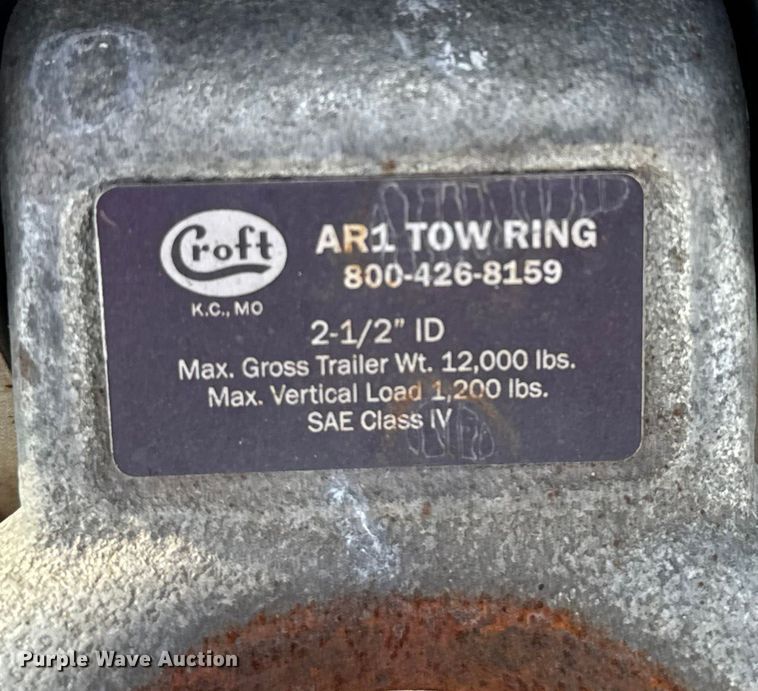 Croft
K.C., MO
AR1 TOW RING
800-426-8159
2-1/2" ID
Max. Gross Trailer Wt. 12,000 lbs.
Max. Vertical Load 1,200 lbs.
SAE Class IV
Purple Wave Auction